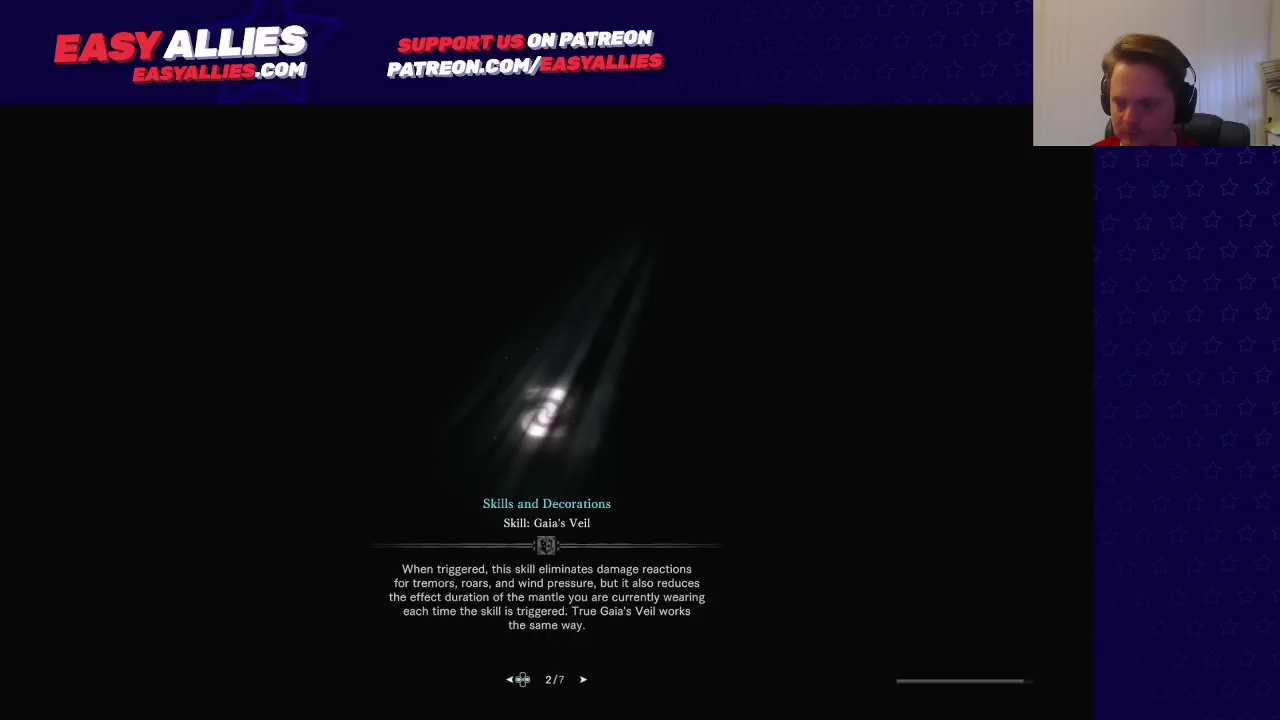 EASY ALLIES
EASYALLIES.COM
SUPPORT US ON PATREON
PATREON.COM/EASYALLIES
Skills and Decorations
Skill: Gaia's Veil
When triggered, this skill eliminates damage reactions
for tremors, roars, and wind pressure, but it also reduces
the effect duration of the mantle you are currently wearing
each time the skill is triggered. True Gaia's Veil works
the same way.
2/7